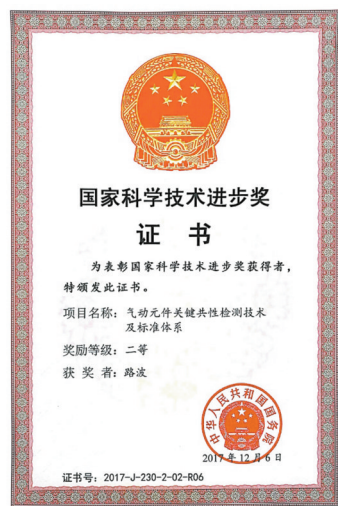 国家科学技术进步奖
证 书
为表彰国家科学技术进步奖获得者，
特颁发此证书。
项目名称：气动元件关键共性检测技术
及标准体系
奖励等级：二等
获 奖 者：路波
中华人民共和国国务院
2017年12月6日
证书号：2017-J-230-2-02-R06